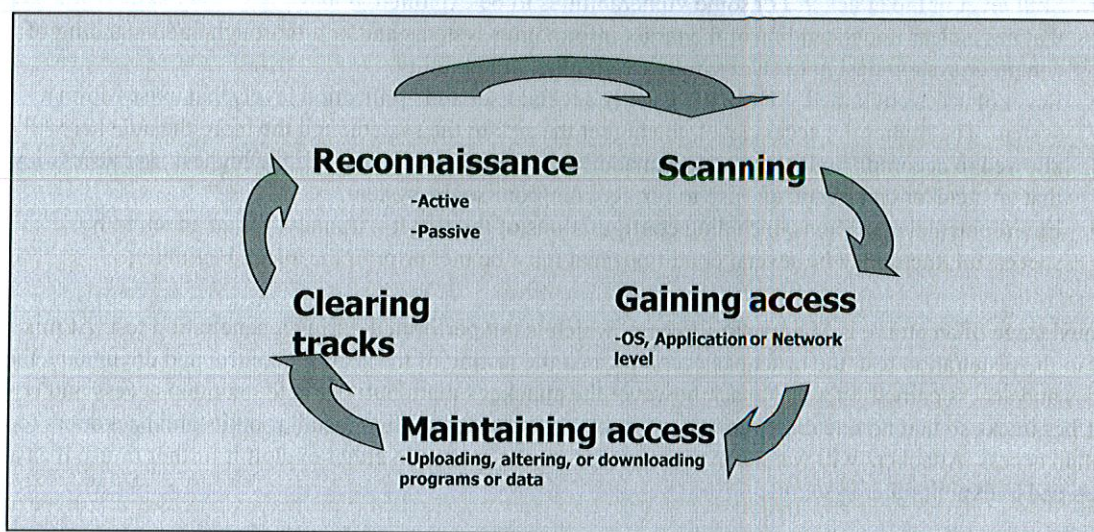 Reconnaissance
-Active
-Passive
Scanning
Gaining access
-OS, Application or Network
level
Maintaining access
-Uploading, altering, or downloading
programs or data
Clearing
tracks